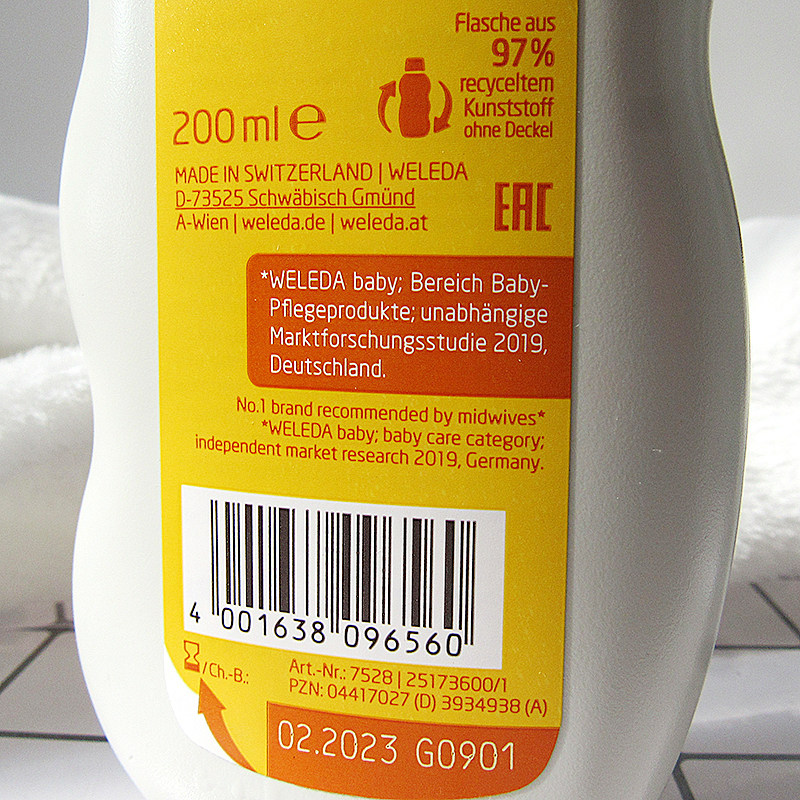 Flasche aus
97%
recyceltem
Kunststoff
ohne Deckel
200 ml ℮
MADE IN SWITZERLAND | WELEDA
D-73525 Schwäbisch Gmünd
A-Wien | weleda.de | weleda.at
EAC
*WELEDA baby; Bereich Baby-
Pflegeprodukte; unabhängige
Marktforschungsstudie 2019,
Deutschland.
No.1 brand recommended by midwives*
*WELEDA baby; baby care category;
independent market research 2019, Germany.
4 001638 096560
/Ch.-B.:
Art.-Nr.: 7528 | 25173600/1
PZN: 04417027 (D) 3934938 (A)
02.2023 G0901